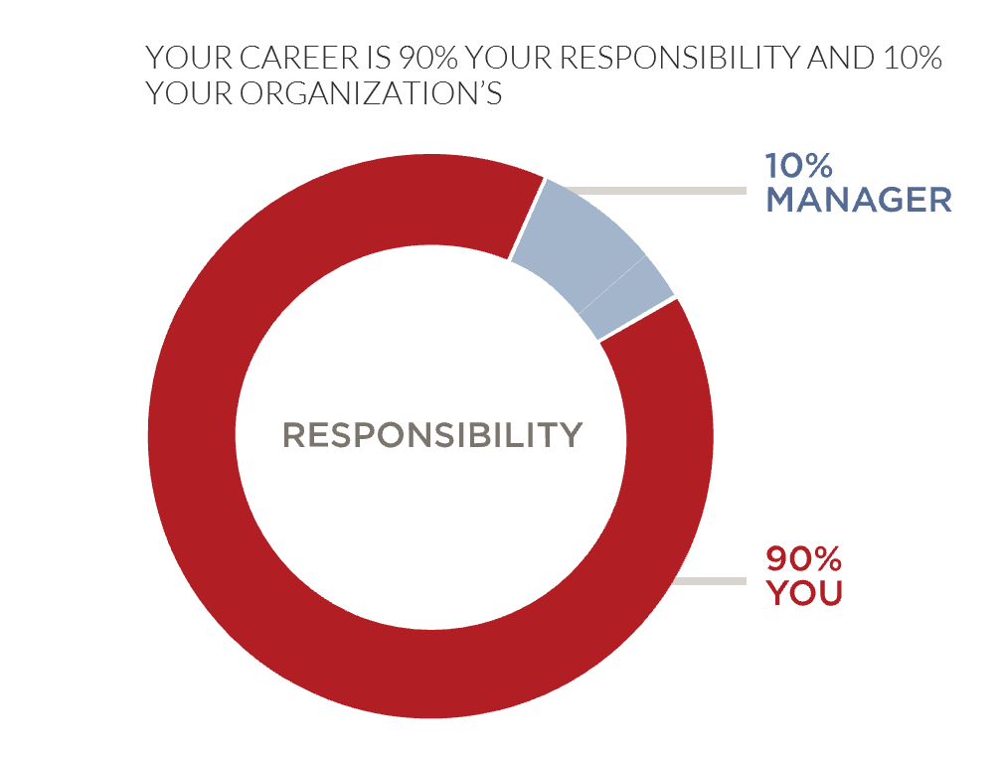 YOUR CAREER IS 90% YOUR RESPONSIBILITY AND 10%
YOUR ORGANIZATION’S
10%
MANAGER
RESPONSIBILITY
90%
YOU